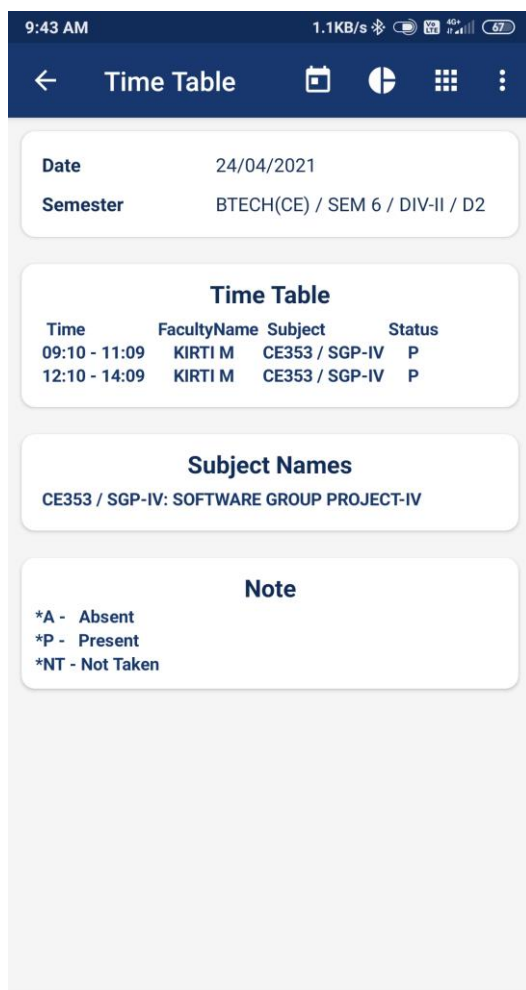 9:43 AM 1.1KB/s Vo LTE 4G+ 67
Time Table
Date 24/04/2021
Semester BTECH(CE) / SEM 6 / DIV-II / D2
Time Table
Time FacultyName Subject Status
09:10 - 11:09 KIRTI M CE353 / SGP-IV P
12:10 - 14:09 KIRTI M CE353 / SGP-IV P
Subject Names
CE353 / SGP-IV: SOFTWARE GROUP PROJECT-IV
Note
*A - Absent
*P - Present
*NT - Not Taken